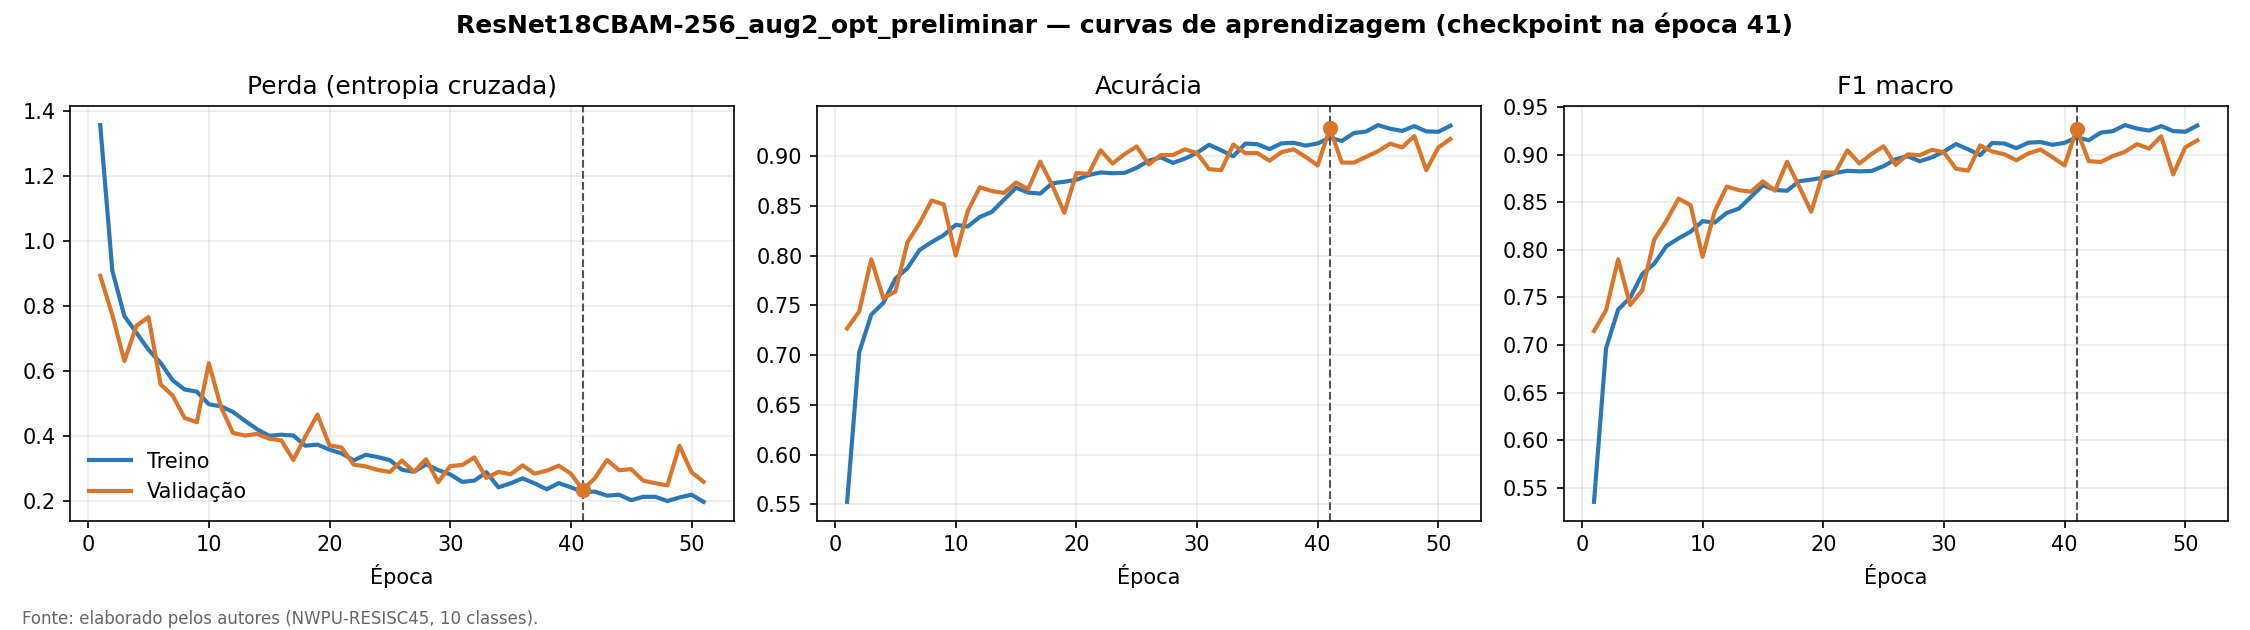 ResNet18CBAM-256_aug2_opt_preliminar — curvas de aprendizagem (checkpoint na época 41)
Perda (entropia cruzada)
1.4
1.2
1.0
0.8
0.6
0.4
0.2
Treino
Validação
0 10 20 30 40 50
Época
Acurácia
0.90
0.85
0.80
0.75
0.70
0.65
0.60
0.55
0 10 20 30 40 50
Época
F1 macro
0.95
0.90
0.85
0.80
0.75
0.70
0.65
0.60
0.55
0 10 20 30 40 50
Época
Fonte: elaborado pelos autores (NWPU-RESISC45, 10 classes).